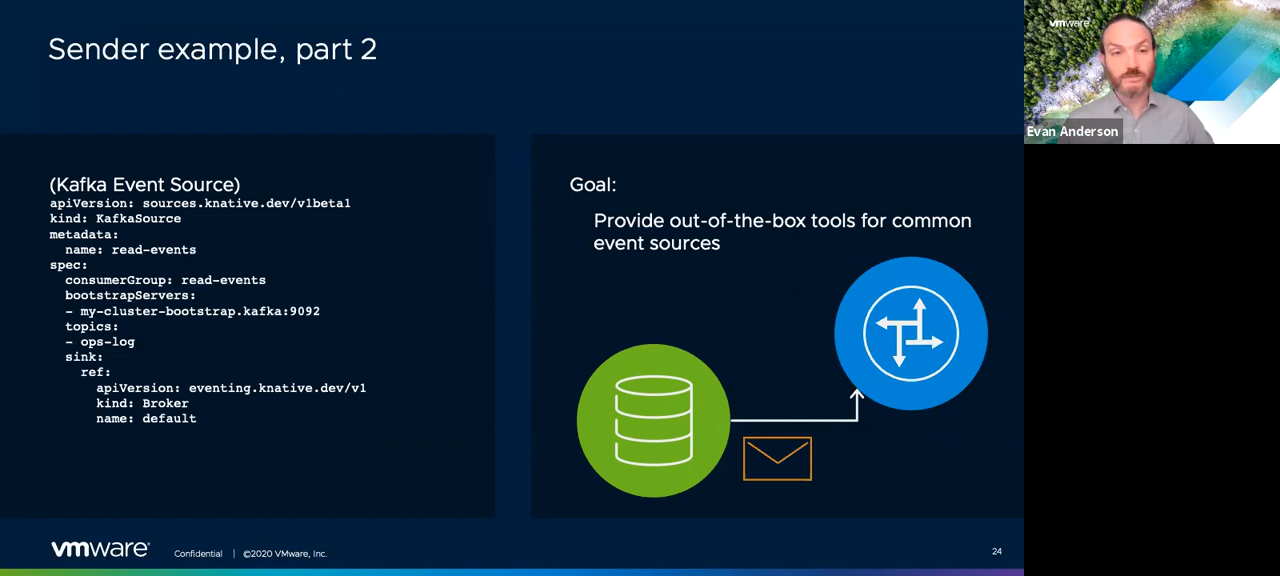 Sender example, part 2
(Kafka Event Source)
apiVersion: sources.knative.dev/v1beta1
kind: KafkaSource
metadata:
  name: read-events
spec:
  consumerGroup: read-events
  bootstrapServers:
  - my-cluster-bootstrap.kafka:9092
  topics:
  - ops-log
  sink:
    ref:
      apiVersion: eventing.knative.dev/v1
      kind: Broker
      name: default
Goal:
Provide out-of-the-box tools for common
event sources
vmware
Confidential | ©2020 VMware, Inc.
24
vmware
Evan Anderson